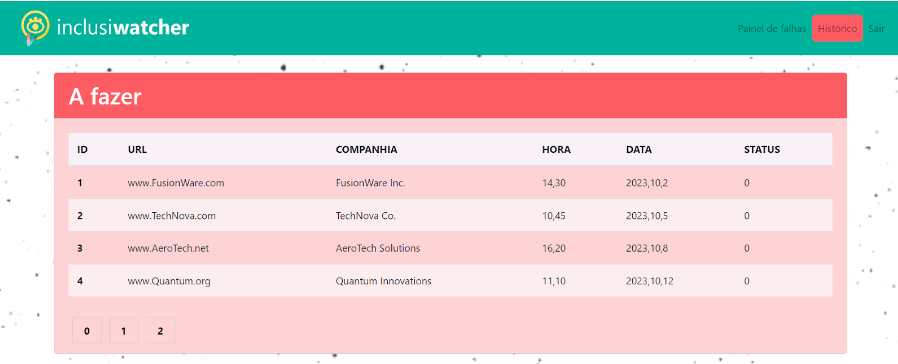 inclusiwatcher
Painel de falhas Histórico Sair
A fazer
ID URL COMPANHIA HORA DATA STATUS
1 www.FusionWare.com FusionWare Inc. 14,30 2023,10,2 0
2 www.TechNova.com TechNova Co. 10,45 2023,10,5 0
3 www.AeroTech.net AeroTech Solutions 16,20 2023,10,8 0
4 www.Quantum.org Quantum Innovations 11,10 2023,10,12 0
0 1 2